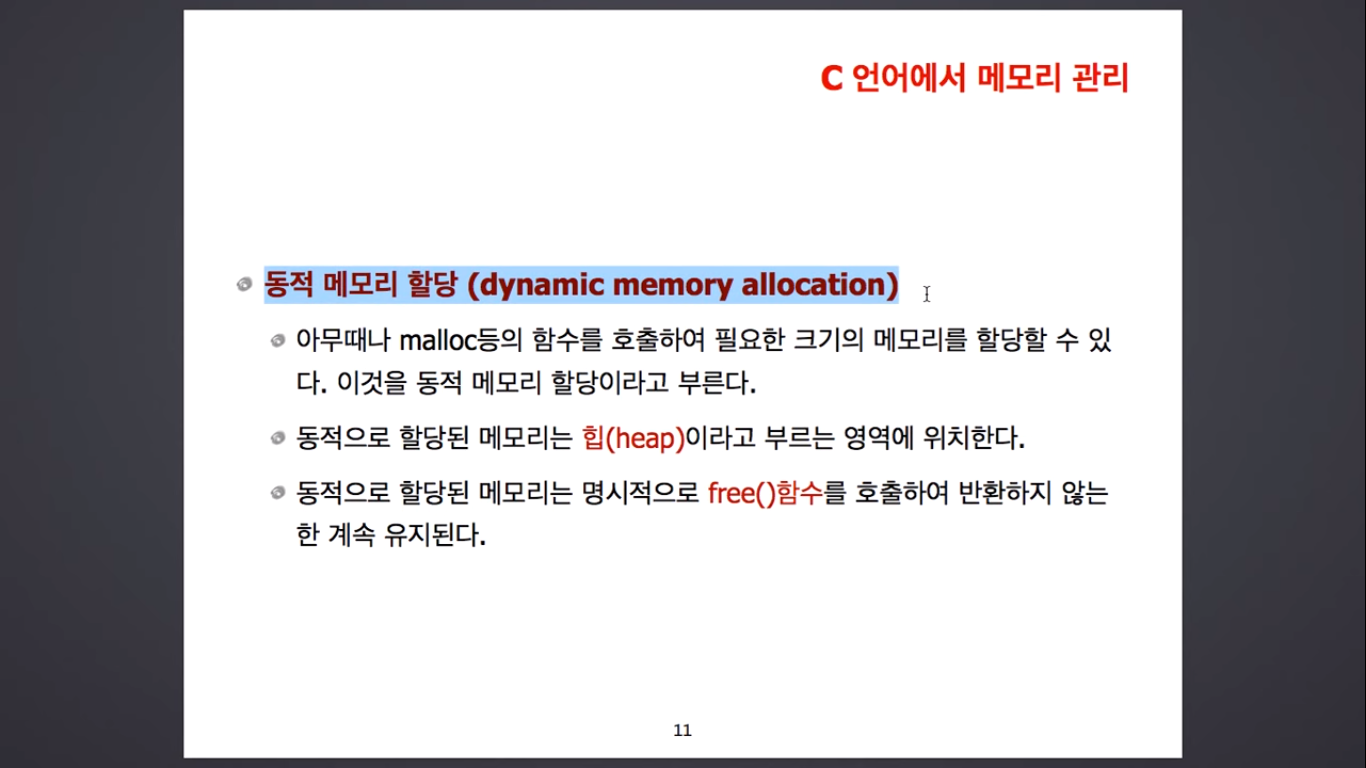 C 언어에서 메모리 관리
동적 메모리 할당 (dynamic memory allocation)
아무때나 malloc등의 함수를 호출하여 필요한 크기의 메모리를 할당할 수 있
다. 이것을 동적 메모리 할당이라고 부른다.
동적으로 할당된 메모리는 힙(heap)이라고 부르는 영역에 위치한다.
동적으로 할당된 메모리는 명시적으로 free()함수를 호출하여 반환하지 않는
한 계속 유지된다.
11